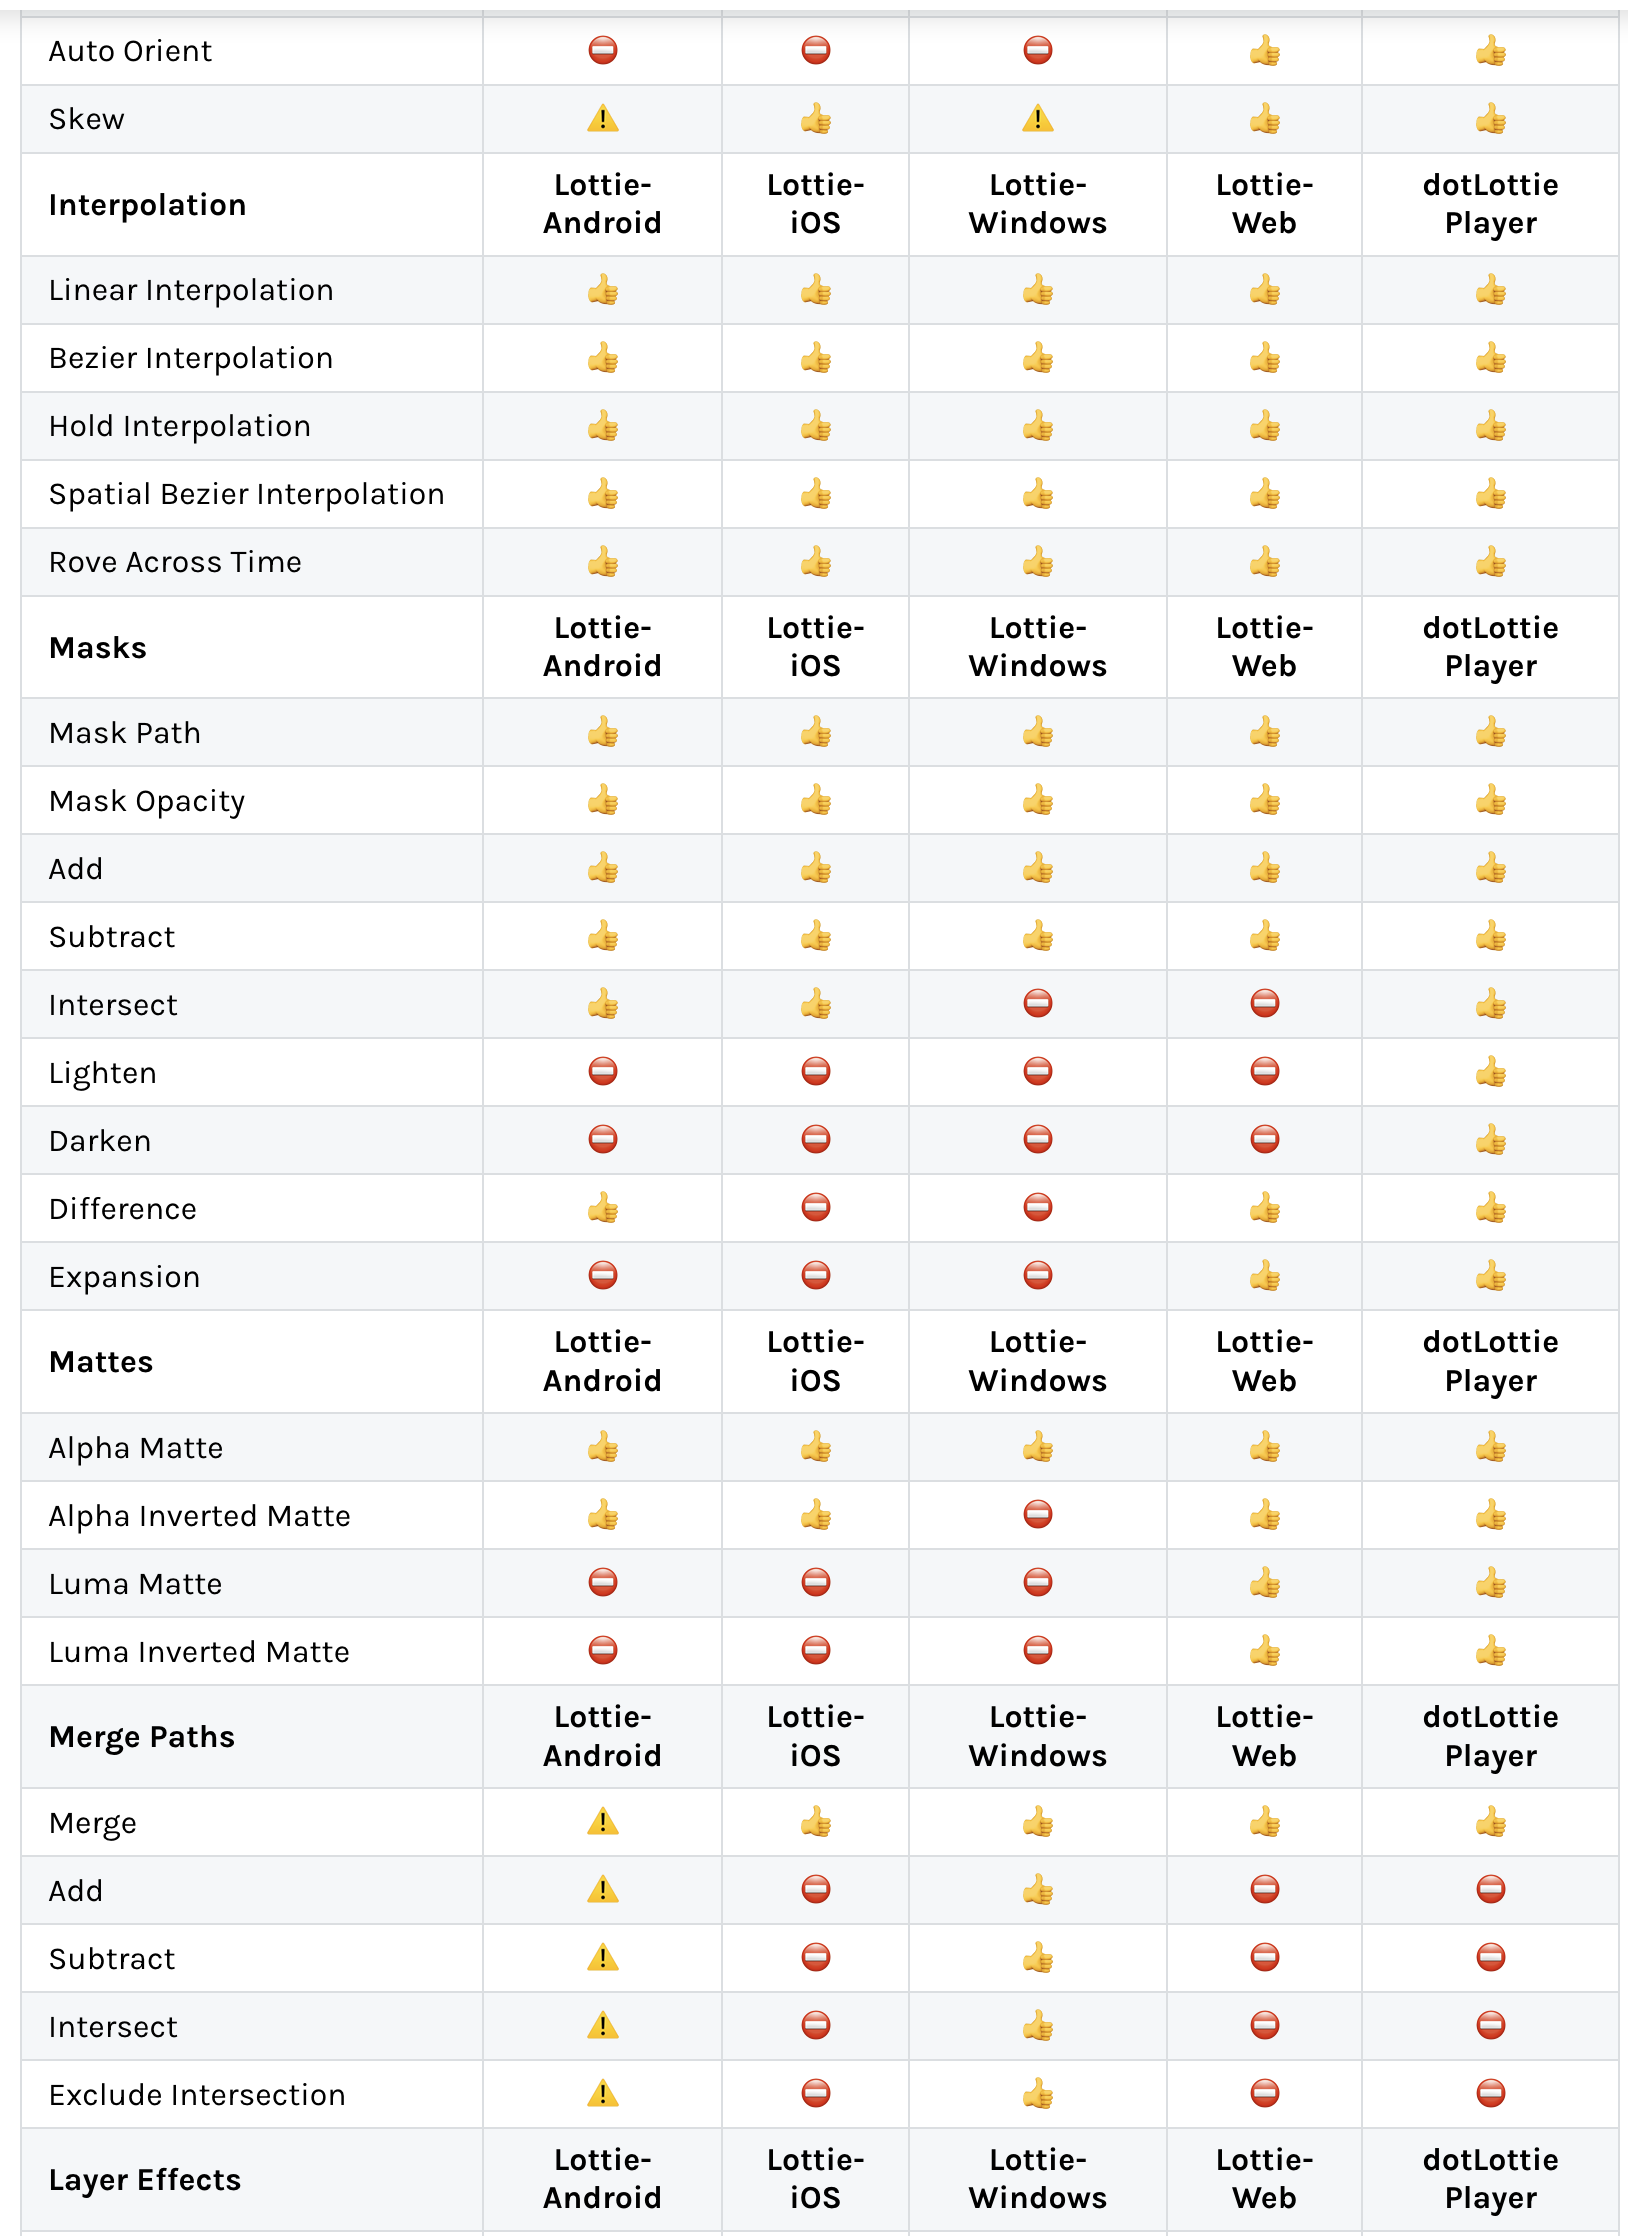 Auto Orient ⛔ ⛔ ⛔ 👍 👍
Skew ⚠️ 👍 ⚠️ 👍 👍
Interpolation Lottie-Android Lottie-iOS Lottie-Windows Lottie-Web dotLottie Player
Linear Interpolation 👍 👍 👍 👍 👍
Bezier Interpolation 👍 👍 👍 👍 👍
Hold Interpolation 👍 👍 👍 👍 👍
Spatial Bezier Interpolation 👍 👍 👍 👍 👍
Rove Across Time 👍 👍 👍 👍 👍
Masks Lottie-Android Lottie-iOS Lottie-Windows Lottie-Web dotLottie Player
Mask Path 👍 👍 👍 👍 👍
Mask Opacity 👍 👍 👍 👍 👍
Add 👍 👍 👍 👍 👍
Subtract 👍 👍 👍 👍 👍
Intersect 👍 👍 ⛔ ⛔ 👍
Lighten ⛔ ⛔ ⛔ ⛔ 👍
Darken ⛔ ⛔ ⛔ ⛔ 👍
Difference 👍 ⛔ ⛔ 👍 👍
Expansion ⛔ ⛔ ⛔ 👍 👍
Mattes Lottie-Android Lottie-iOS Lottie-Windows Lottie-Web dotLottie Player
Alpha Matte 👍 👍 👍 👍 👍
Alpha Inverted Matte 👍 👍 ⛔ 👍 👍
Luma Matte ⛔ ⛔ ⛔ 👍 👍
Luma Inverted Matte ⛔ ⛔ ⛔ 👍 👍
Merge Paths Lottie-Android Lottie-iOS Lottie-Windows Lottie-Web dotLottie Player
Merge ⚠️ 👍 👍 👍 👍
Add ⚠️ ⛔ 👍 ⛔ ⛔
Subtract ⚠️ ⛔ 👍 ⛔ ⛔
Intersect ⚠️ ⛔ 👍 ⛔ ⛔
Exclude Intersection ⚠️ ⛔ 👍 ⛔ ⛔
Layer Effects Lottie-Android Lottie-iOS Lottie-Windows Lottie-Web dotLottie Player